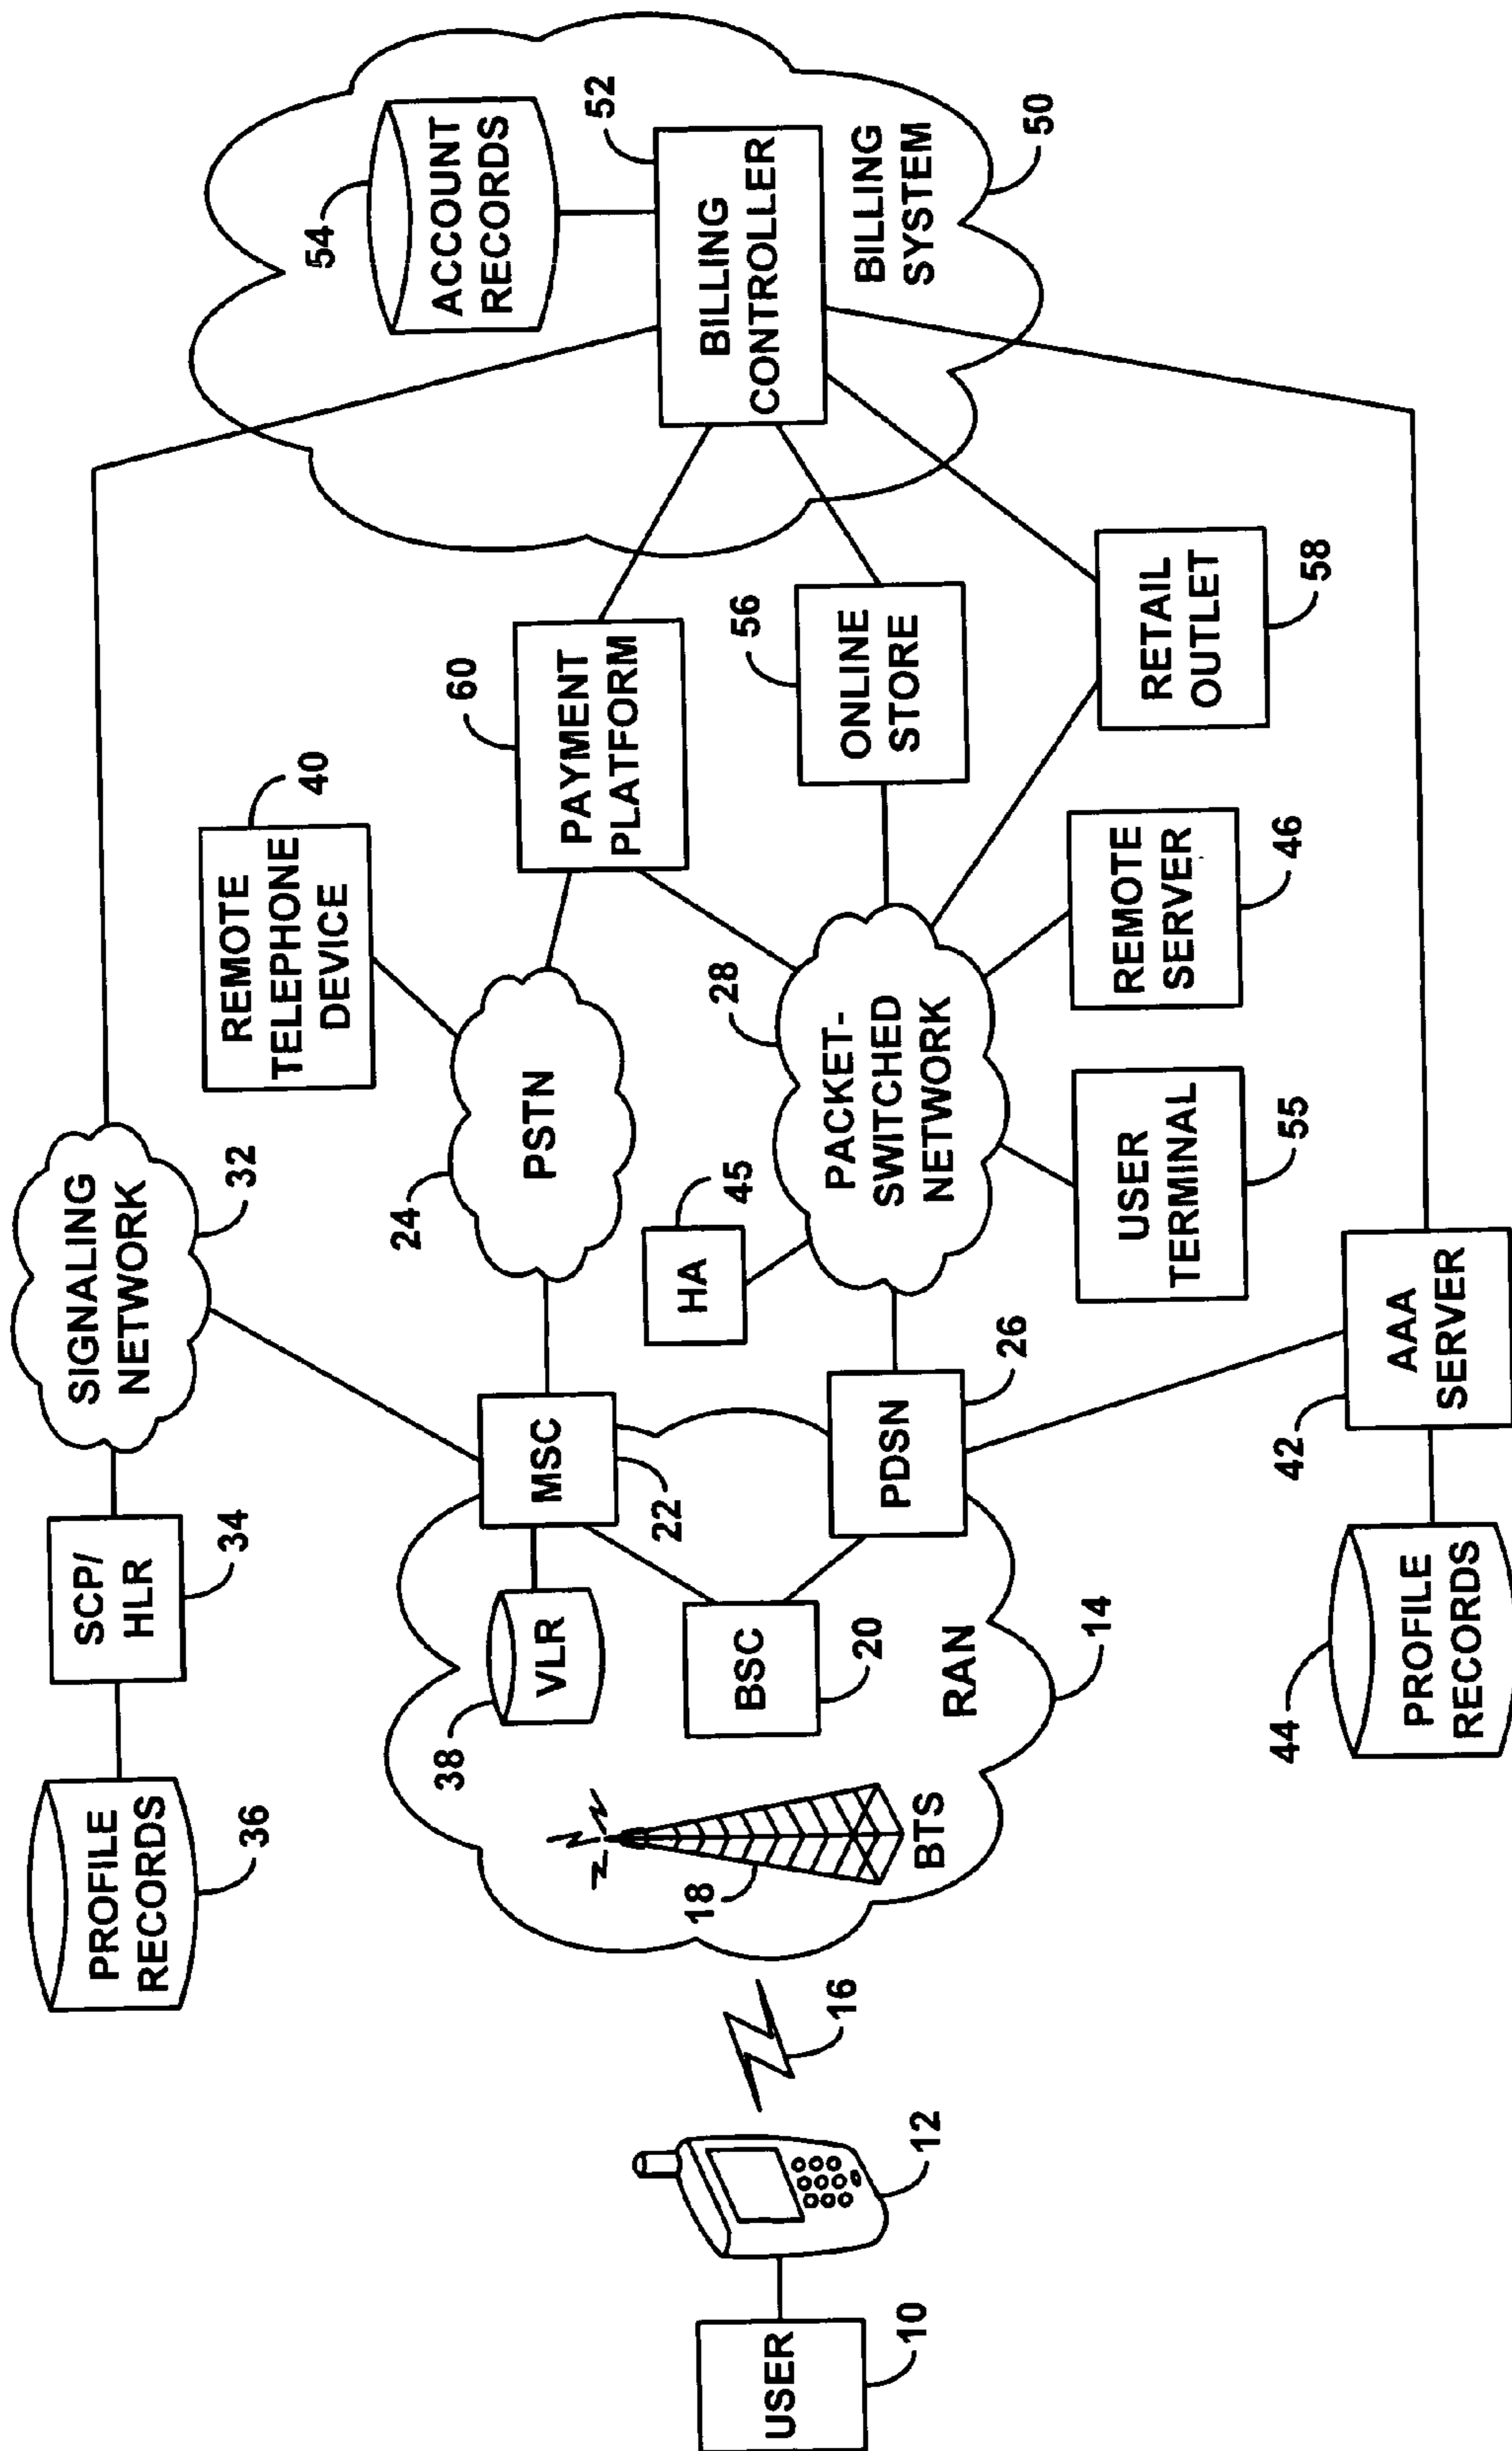 PROFILE
RECORDS
36
SCP/
HLR
34
SIGNALING
NETWORK
32
REMOTE
TELEPHONE
DEVICE
40
54
ACCOUNT
RECORDS
52
BILLING
CONTROLLER
BILLING
SYSTEM
50
USER
10
12
16
18
BTS
38
VLR
BSC
20
RAN
14
MSC
22
PDSN
26
24
PSTN
HA
45
28
PACKET-
SWITCHED
NETWORK
60
PAYMENT
PLATFORM
56
ONLINE
STORE
RETAIL
OUTLET
58
REMOTE
SERVER
46
USER
TERMINAL
55
44
PROFILE
RECORDS
42
AAA
SERVER